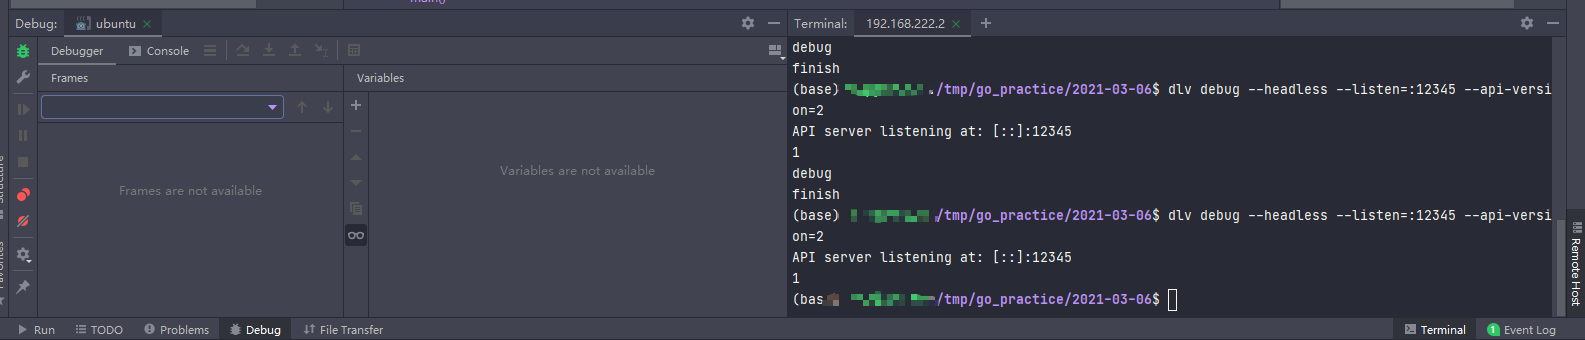 main()
Debug: ubuntu
Debugger Console
Frames
Variables
Frames are not available
Variables are not available
Terminal: 192.168.222.2
debug
finish
(base) /tmp/go_practice/2021-03-06$ dlv debug --headless --listen=:12345 --api-versi
on=2
API server listening at: [::]:12345
1
debug
finish
(base) /tmp/go_practice/2021-03-06$ dlv debug --headless --listen=:12345 --api-versi
on=2
API server listening at: [::]:12345
1
(bas /tmp/go_practice/2021-03-06$
Structure
Favorites
Remote Host
Run TODO Problems Debug File Transfer
Terminal 1 Event Log